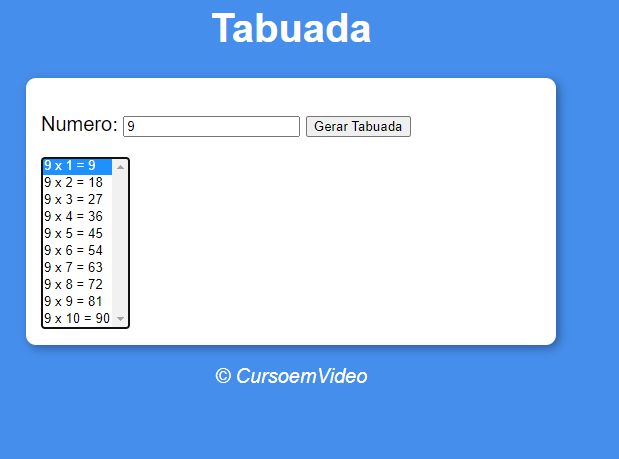 Tabuada
Numero: 9 Gerar Tabuada
9 x 1 = 9
9 x 2 = 18
9 x 3 = 27
9 x 4 = 36
9 x 5 = 45
9 x 6 = 54
9 x 7 = 63
9 x 8 = 72
9 x 9 = 81
9 x 10 = 90
© CursoemVideo